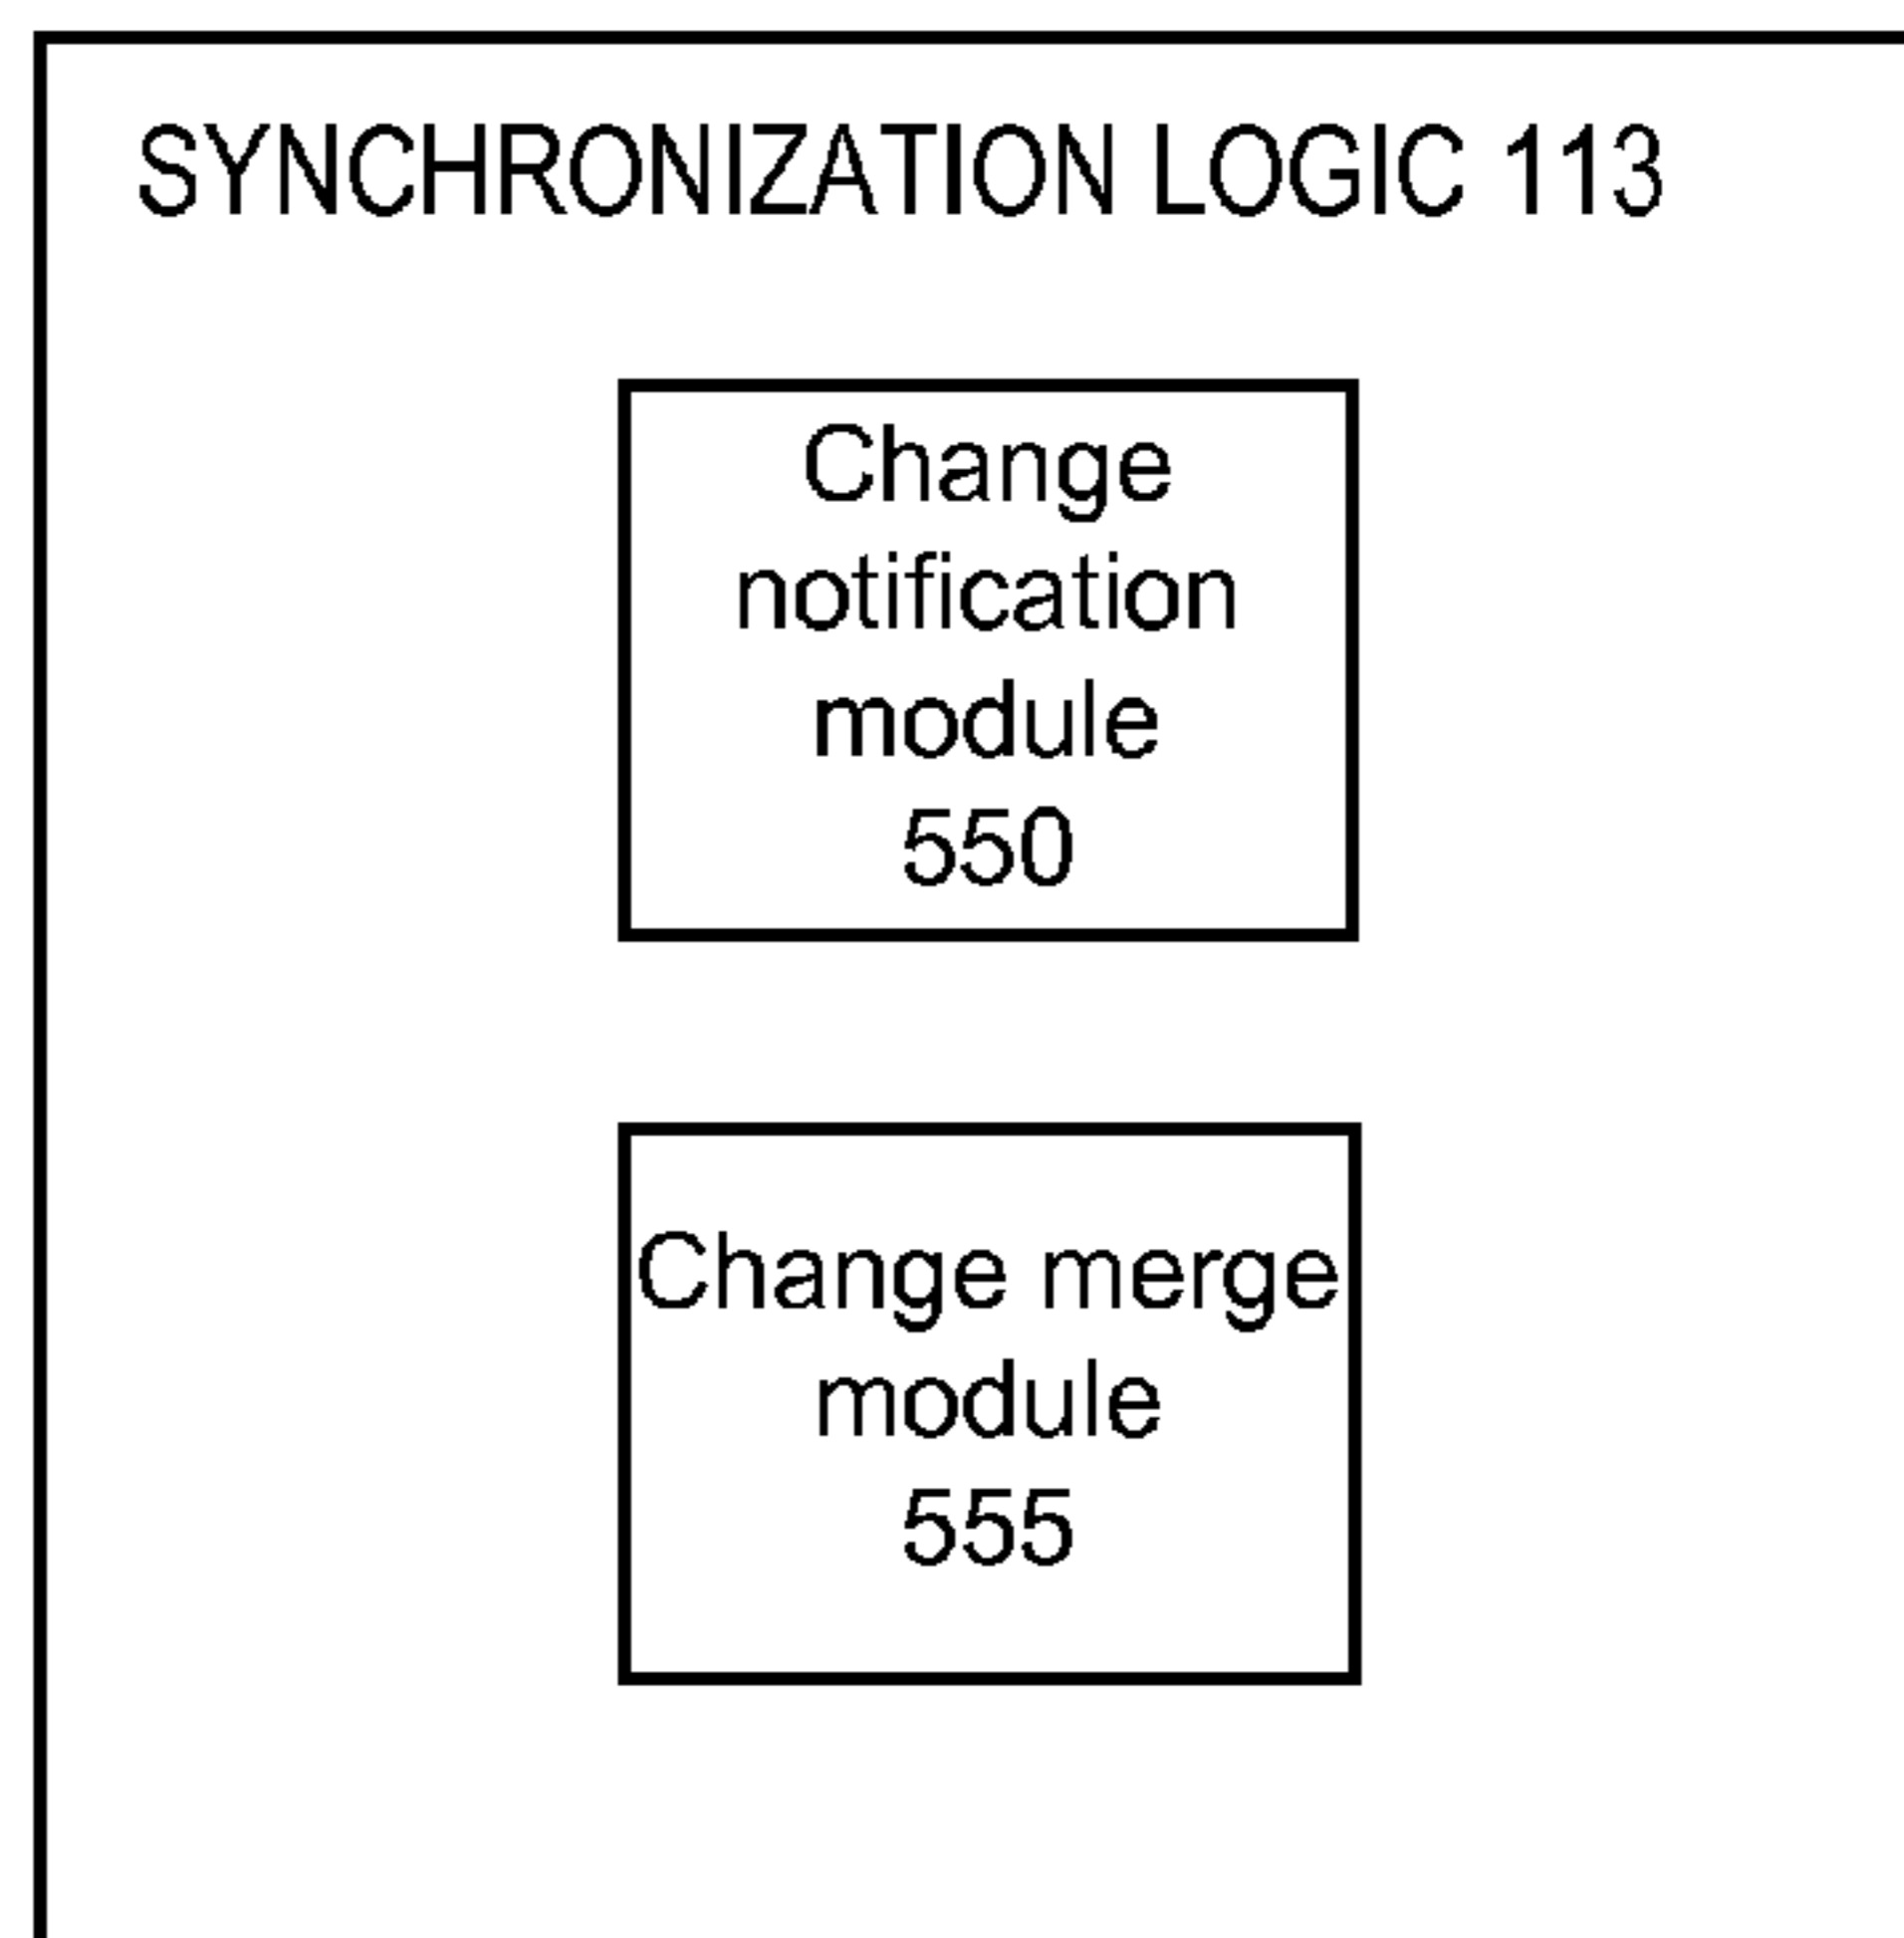 SYNCHRONIZATION LOGIC 113
Change
notification
module
550
Change merge
module
555